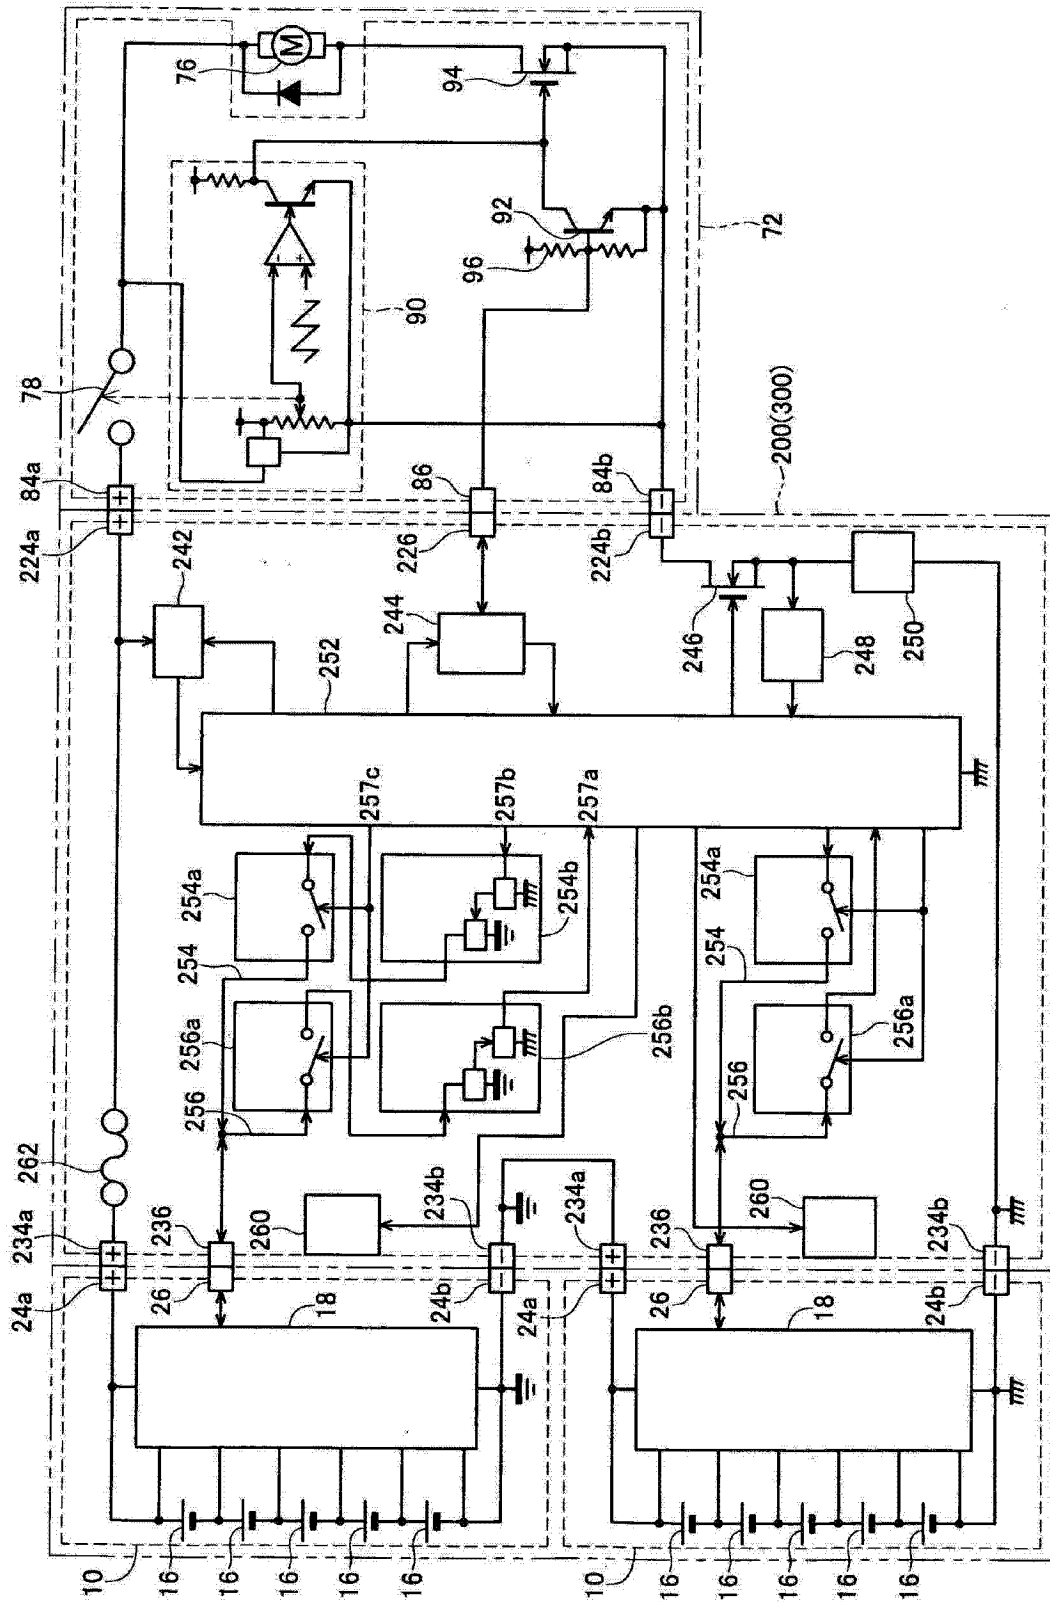 76
M
94
92
96
90
72
78
84a
224a
+
+
86
226
84b
224b
−
−
200(300)
242
244
246
248
250
252
257c
257b
257a
254a
254
254b
256a
256
256b
254a
254
256a
256
262
234a
24a
+
+
236
26
260
234b
24b
−
−
234a
24a
+
+
236
26
260
234b
24b
−
−
18
18
10
16
16
16
16
16
10
16
16
16
16
16
− +